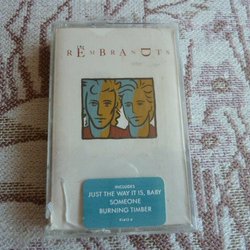 THE
REMBRANDTS
INCLUDES
JUST THE WAY IT IS, BABY
SOMEONE
BURNING TIMBER